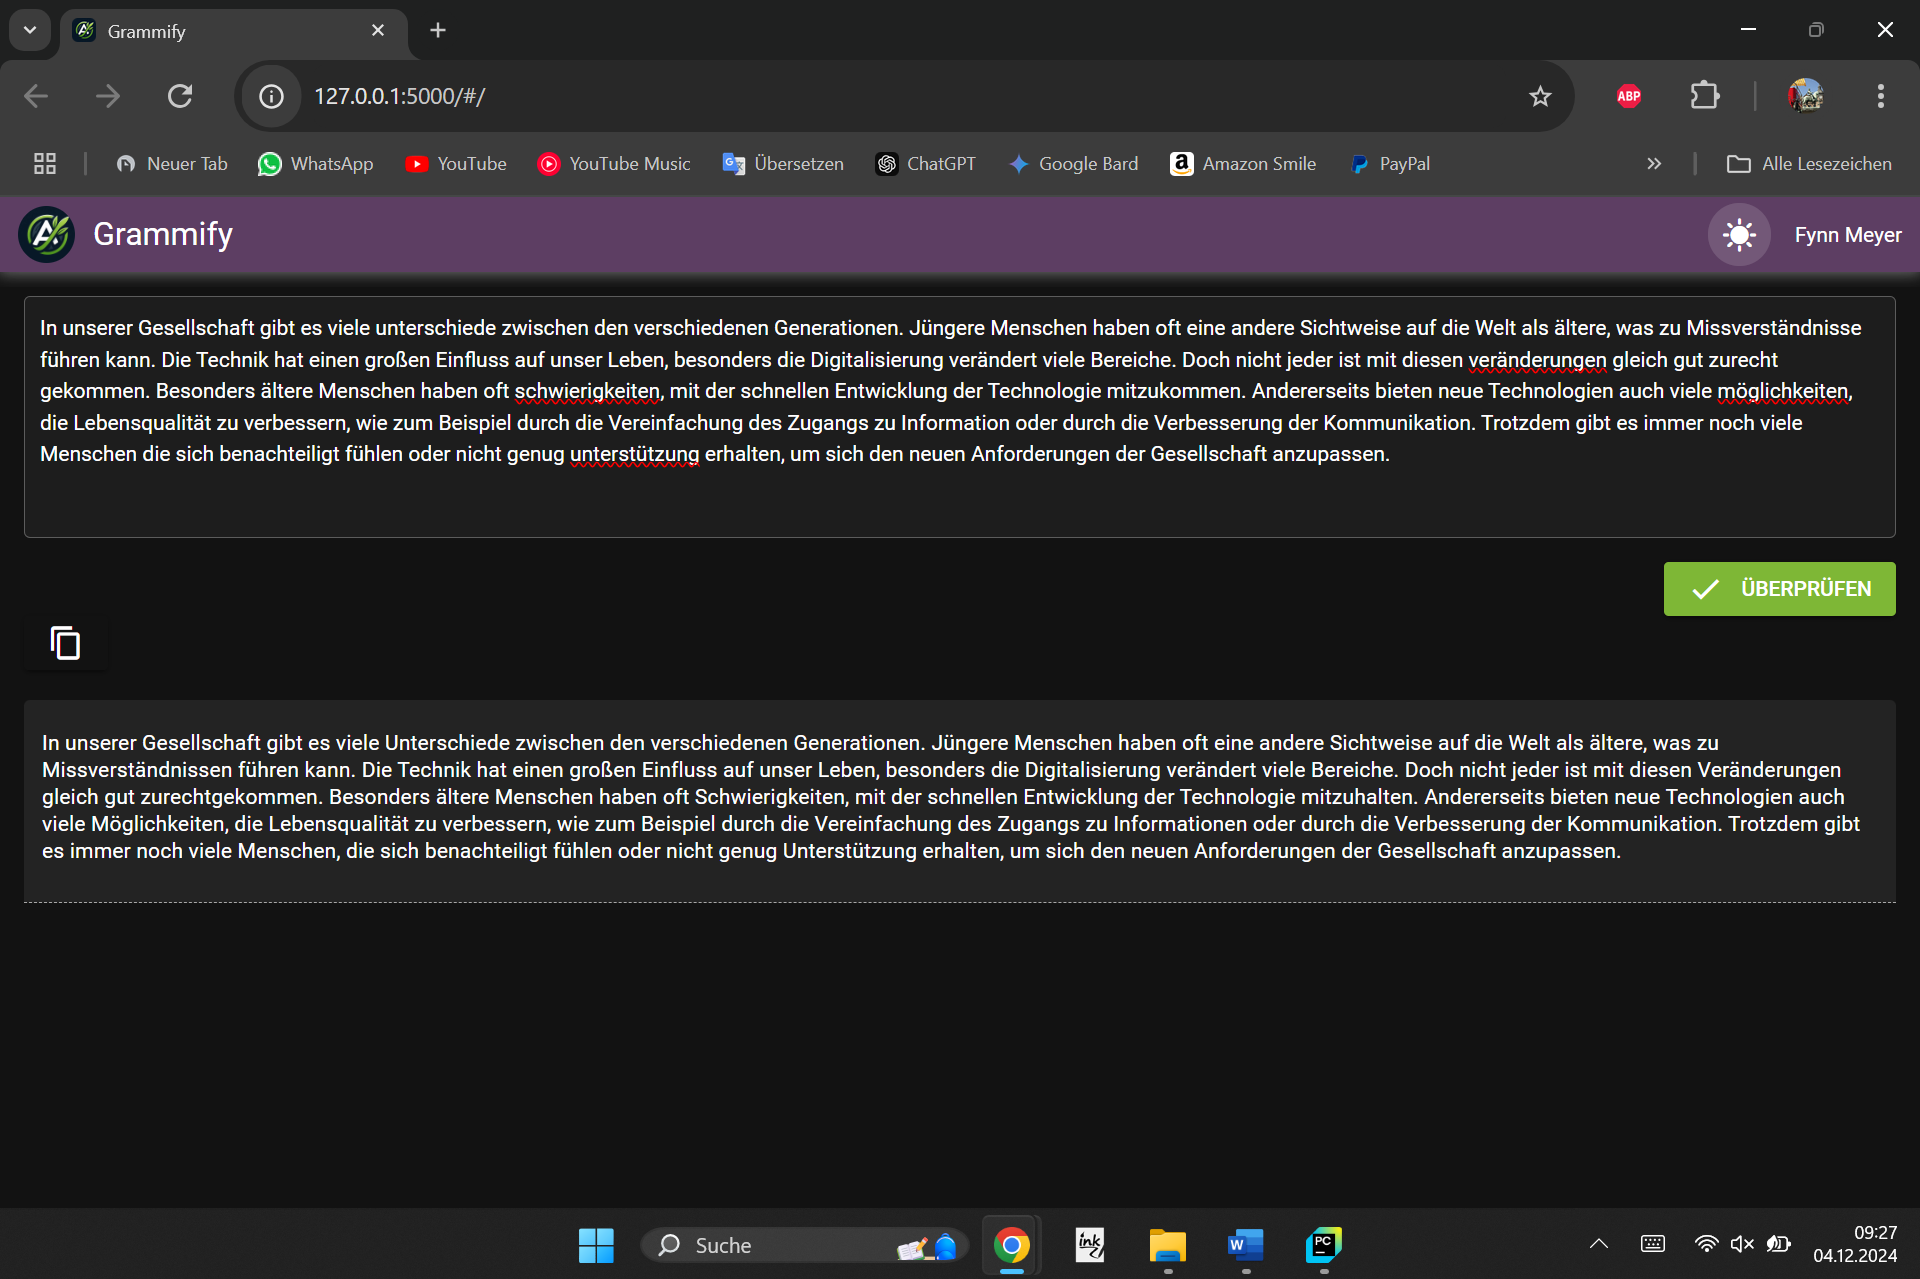 Grammify
127.0.0.1:5000/#/
ABP
Neuer Tab
WhatsApp
YouTube
YouTube Music
Übersetzen
ChatGPT
Google Bard
Amazon Smile
PayPal
Alle Lesezeichen
Grammify
Fynn Meyer
In unserer Gesellschaft gibt es viele unterschiede zwischen den verschiedenen Generationen. Jüngere Menschen haben oft eine andere Sichtweise auf die Welt als ältere, was zu Missverständnisse
führen kann. Die Technik hat einen großen Einfluss auf unser Leben, besonders die Digitalisierung verändert viele Bereiche. Doch nicht jeder ist mit diesen veränderungen gleich gut zurecht
gekommen. Besonders ältere Menschen haben oft schwierigkeiten, mit der schnellen Entwicklung der Technologie mitzukommen. Andererseits bieten neue Technologien auch viele möglichkeiten,
die Lebensqualität zu verbessern, wie zum Beispiel durch die Vereinfachung des Zugangs zu Information oder durch die Verbesserung der Kommunikation. Trotzdem gibt es immer noch viele
Menschen die sich benachteiligt fühlen oder nicht genug unterstützung erhalten, um sich den neuen Anforderungen der Gesellschaft anzupassen.
ÜBERPRÜFEN
In unserer Gesellschaft gibt es viele Unterschiede zwischen den verschiedenen Generationen. Jüngere Menschen haben oft eine andere Sichtweise auf die Welt als ältere, was zu
Missverständnissen führen kann. Die Technik hat einen großen Einfluss auf unser Leben, besonders die Digitalisierung verändert viele Bereiche. Doch nicht jeder ist mit diesen Veränderungen
gleich gut zurechtgekommen. Besonders ältere Menschen haben oft Schwierigkeiten, mit der schnellen Entwicklung der Technologie mitzuhalten. Andererseits bieten neue Technologien auch
viele Möglichkeiten, die Lebensqualität zu verbessern, wie zum Beispiel durch die Vereinfachung des Zugangs zu Informationen oder durch die Verbesserung der Kommunikation. Trotzdem gibt
es immer noch viele Menschen, die sich benachteiligt fühlen oder nicht genug Unterstützung erhalten, um sich den neuen Anforderungen der Gesellschaft anzupassen.
Suche
ink
W
PC
09:27
04.12.2024